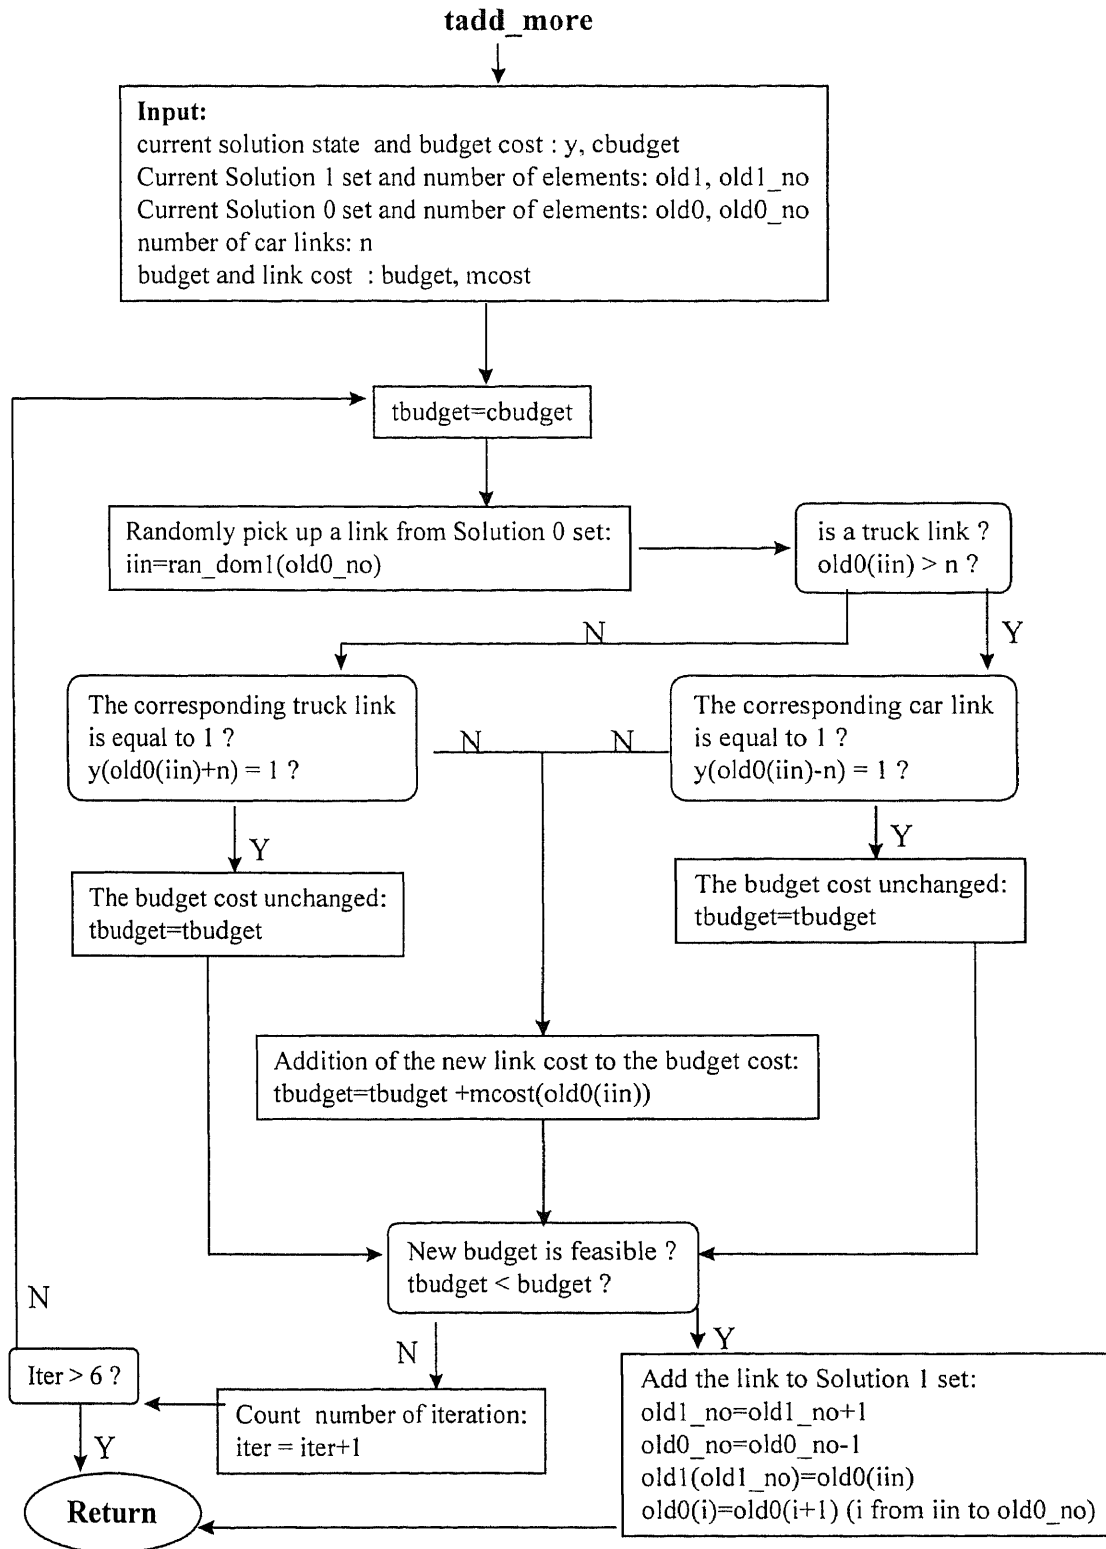 tadd_more
Input:
current solution state and budget cost : y, cbudget
Current Solution 1 set and number of elements: old1, old1_no
Current Solution 0 set and number of elements: old0, old0_no
number of car links: n
budget and link cost : budget, mcost
tbudget=cbudget
Randomly pick up a link from Solution 0 set:
iin=ran_dom1(old0_no)
is a truck link ?
old0(iin) > n ?
N
Y
The corresponding truck link
is equal to 1 ?
y(old0(iin)+n) = 1 ?
N
N
The corresponding car link
is equal to 1 ?
y(old0(iin)-n) = 1 ?
Y
Y
The budget cost unchanged:
tbudget=tbudget
The budget cost unchanged:
tbudget=tbudget
Addition of the new link cost to the budget cost:
tbudget=tbudget +mcost(old0(iin))
New budget is feasible ?
tbudget < budget ?
N
N
Y
Iter > 6 ?
Count number of iteration:
iter = iter+1
Add the link to Solution 1 set:
old1_no=old1_no+1
old0_no=old0_no-1
old1(old1_no)=old0(iin)
old0(i)=old0(i+1) (i from iin to old0_no)
Y
Return